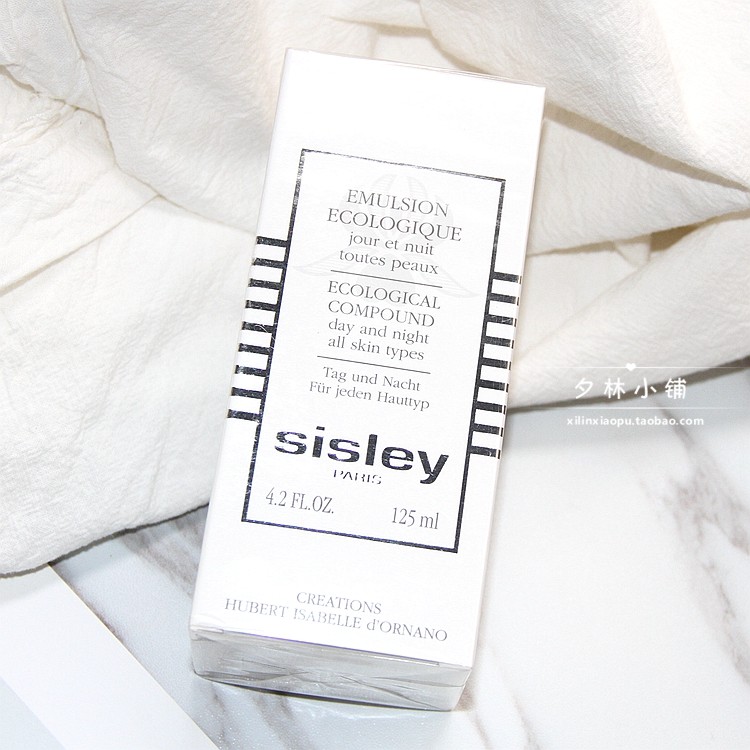 EMULSION
ECOLOGIQUE
jour et nuit
toutes peaux
ECOLOGICAL
COMPOUND
day and night
all skin types
Tag und Nacht
Für jeden Hauttyp
sisley
PARIS
4.2 FL.OZ. 125 ml
CREATIONS
HUBERT ISABELLE d'ORNANO
夕林小铺
xilinxiaopu.taobao.com